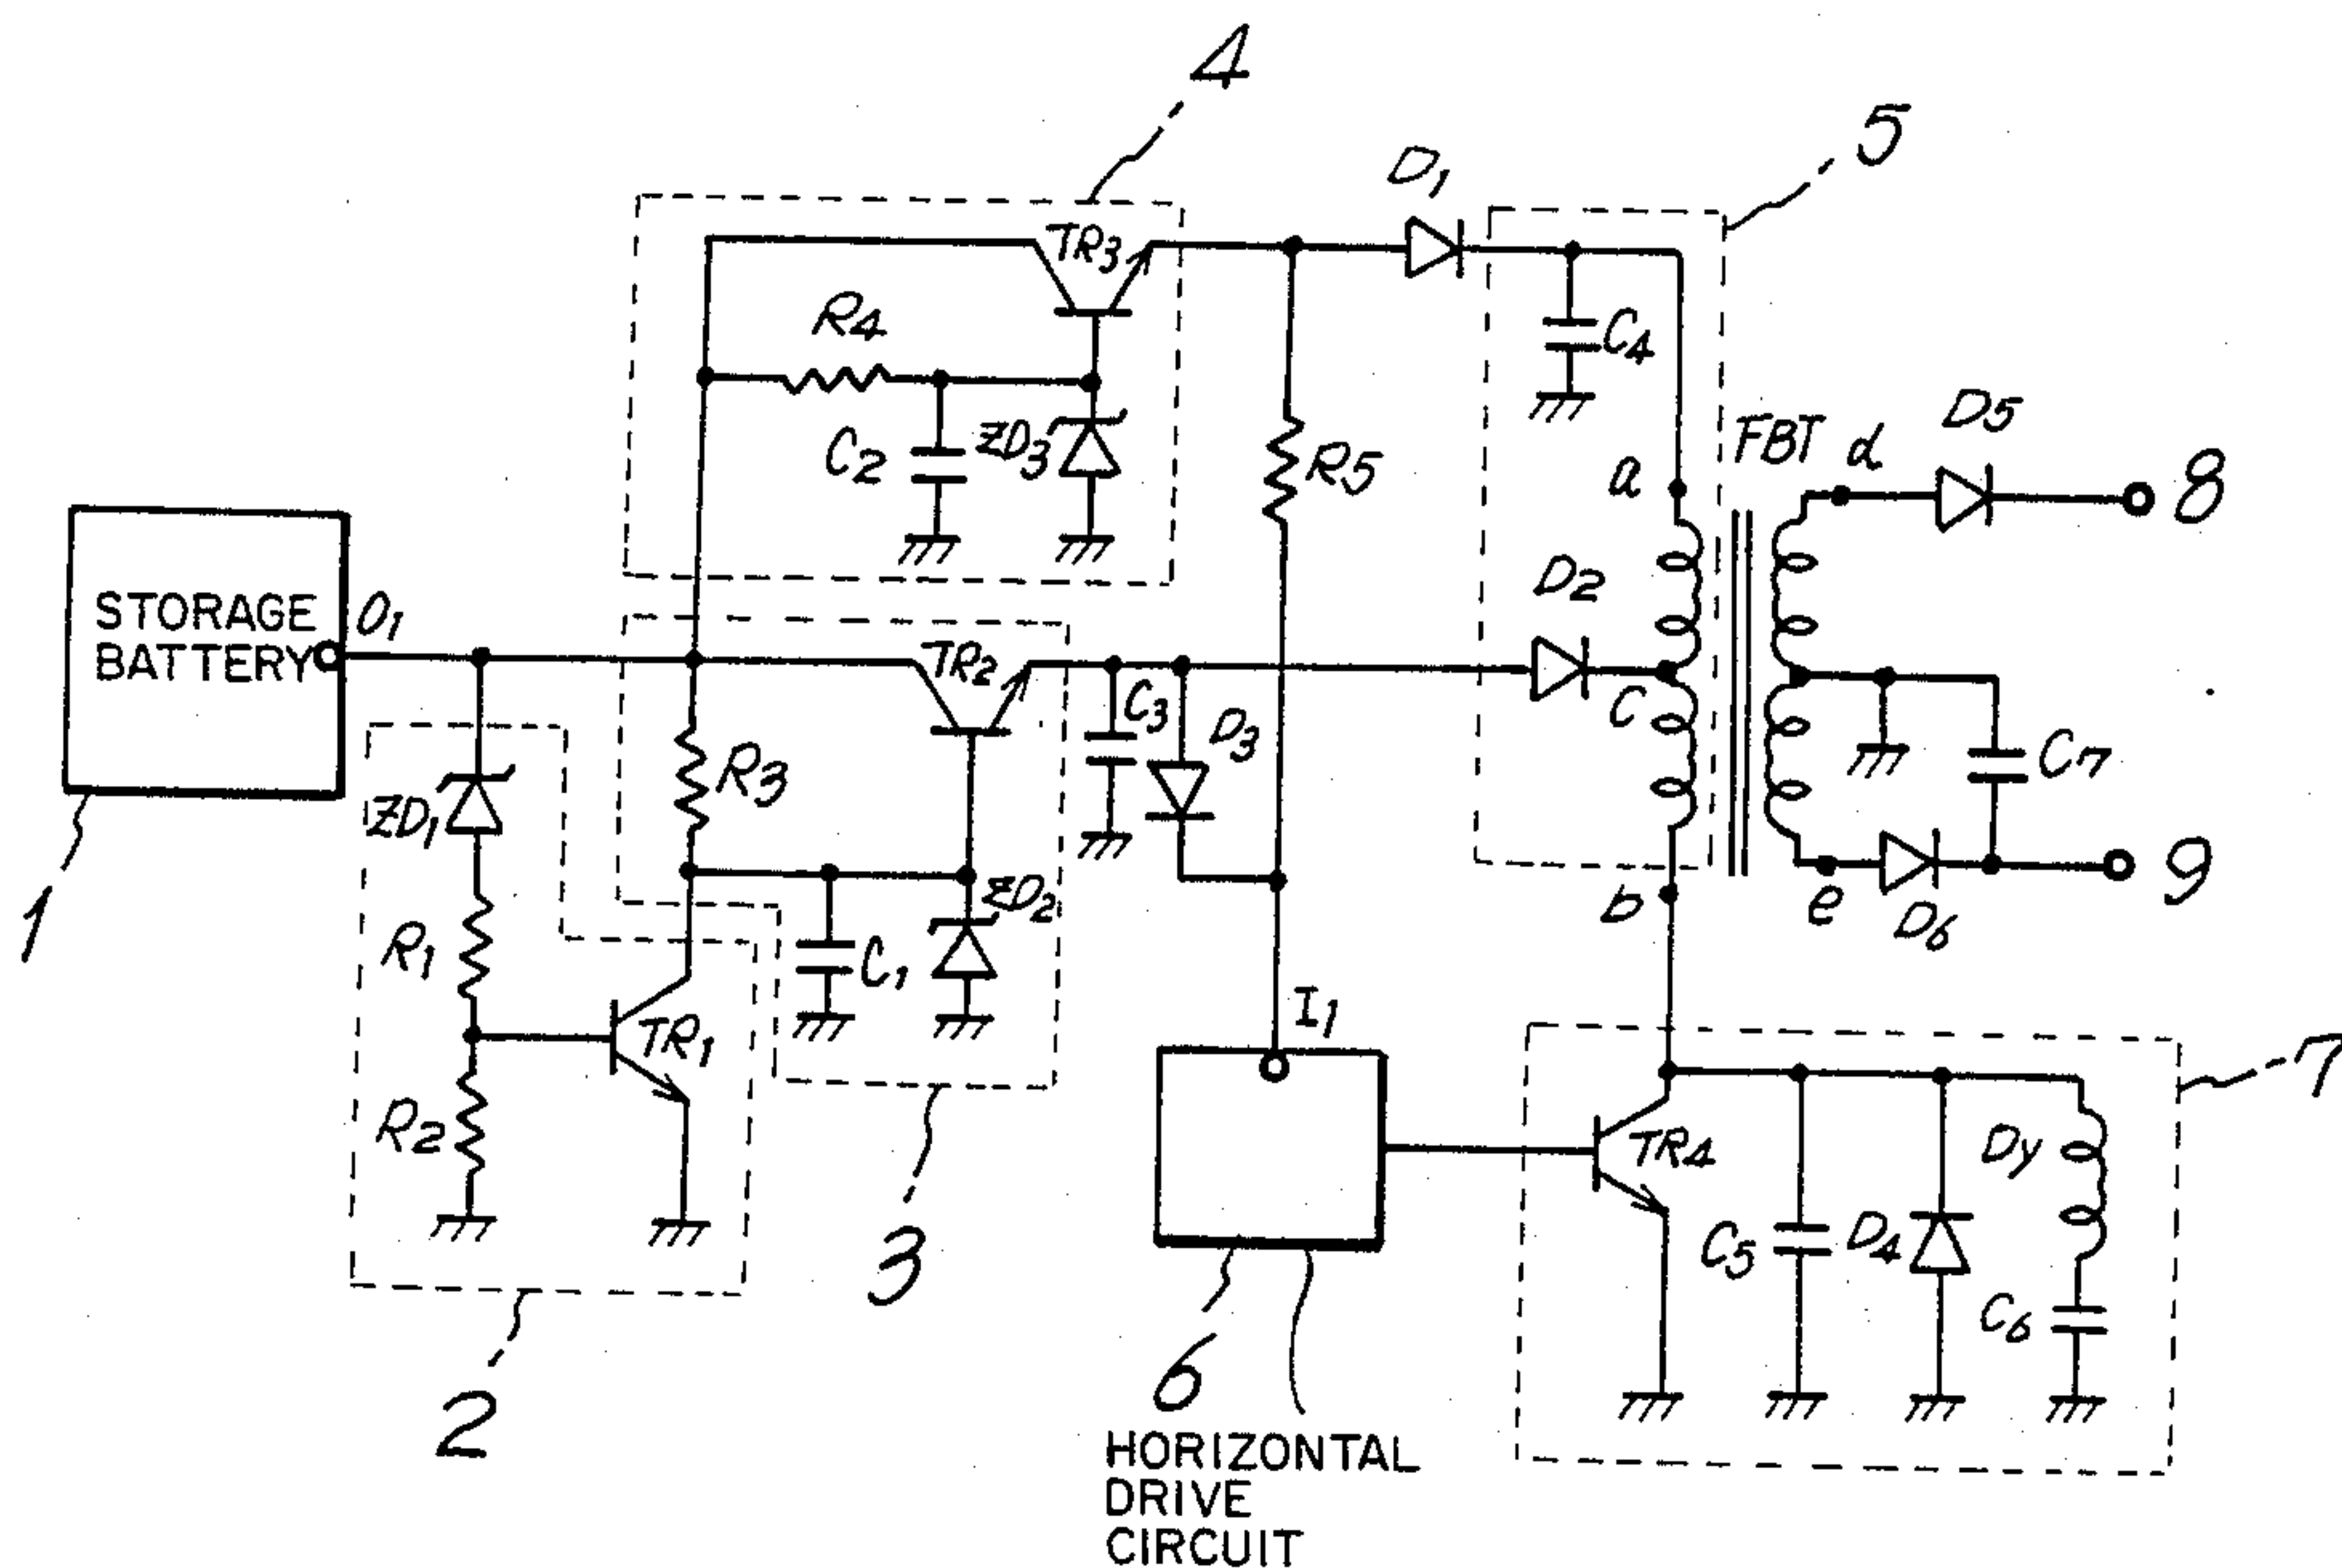 4
5
D1
TR3
R4
C4
C2
ZD3
R5
a
FBT
d
D5
8
STORAGE
BATTERY
O1
D2
TR2
C
C3
D3
R3
C7
ZD1
ZD2
b
e
D6
9
1
R1
C1
TR1
I1
7
R2
TR4
Dy
C5
D4
C6
3
2
6
HORIZONTAL
DRIVE
CIRCUIT